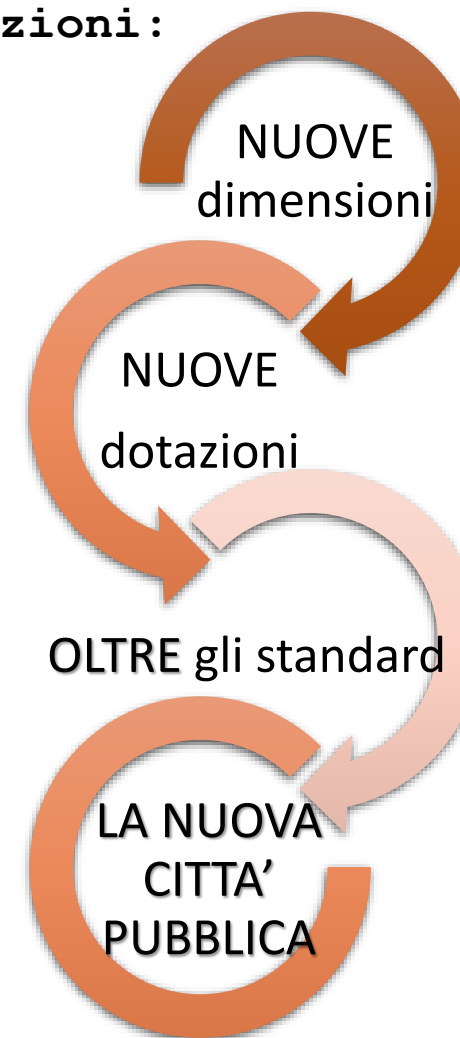 zioni:
NUOVE
dimensioni
NUOVE
dotazioni
OLTRE gli standard
LA NUOVA
CITTA’
PUBBLICA